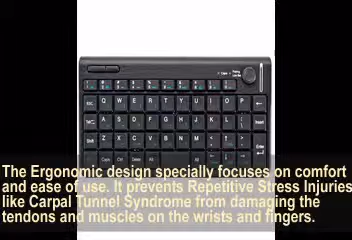 Q W E R T Y U I O P
A S D F G H J K L
Z X C V B N M
The Ergonomic design specially focuses on comfort
and ease of use. It prevents Repetitive Stress Injuries
like Carpal Tunnel Syndrome from damaging the
tendons and muscles on the wrists and fingers.